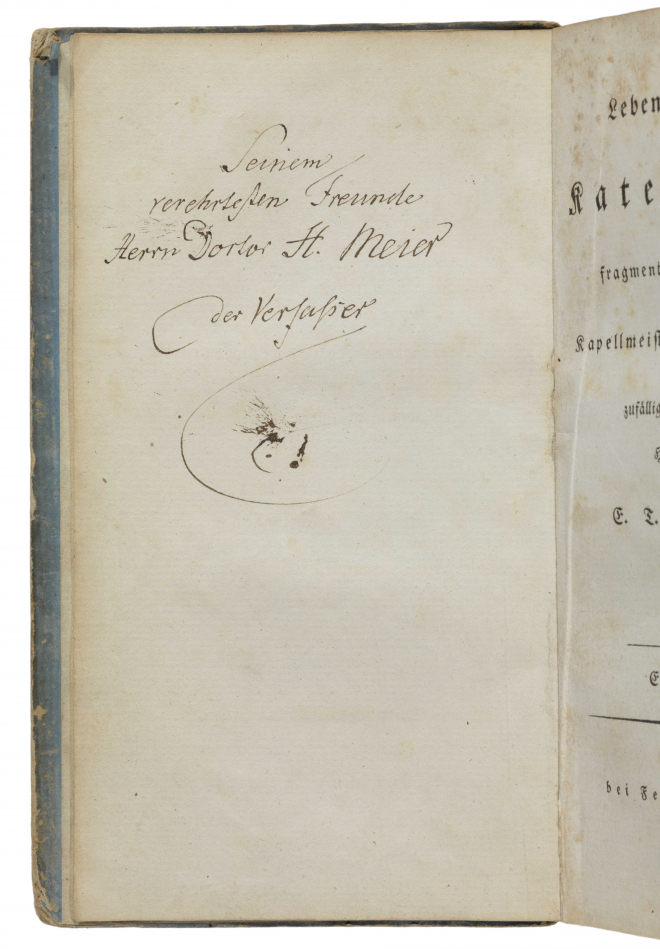 Seinem
verehrtesten Freunde
Herrn Doctor H. Meier
der Verfasser
Leben
Kate
fragment
Kapellmeis
zufällig
E. T.
E
bei Fe